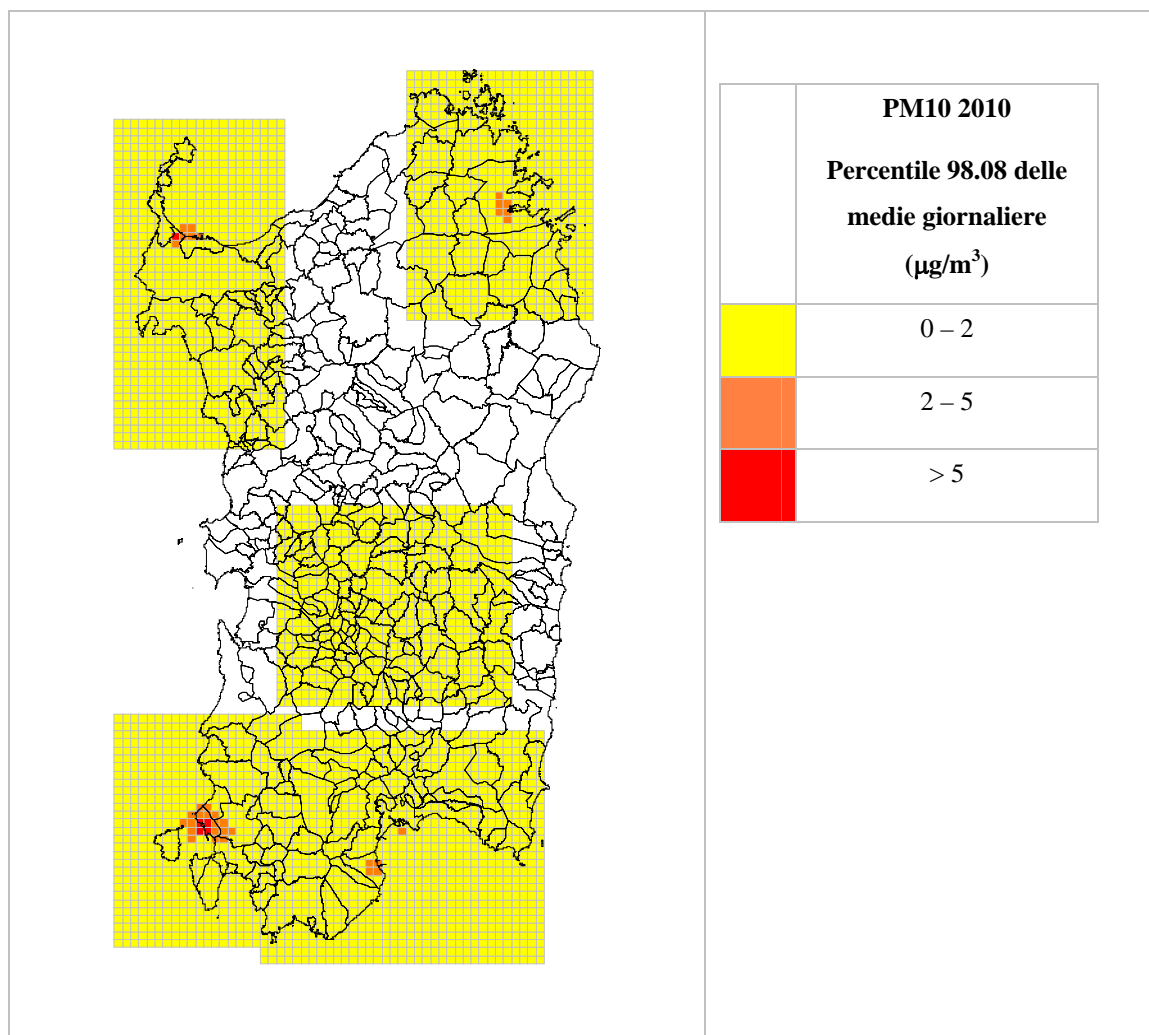 PM10 2010
Percentile 98.08 delle
medie giornaliere
(µg/m³)
0 – 2
2 – 5
> 5